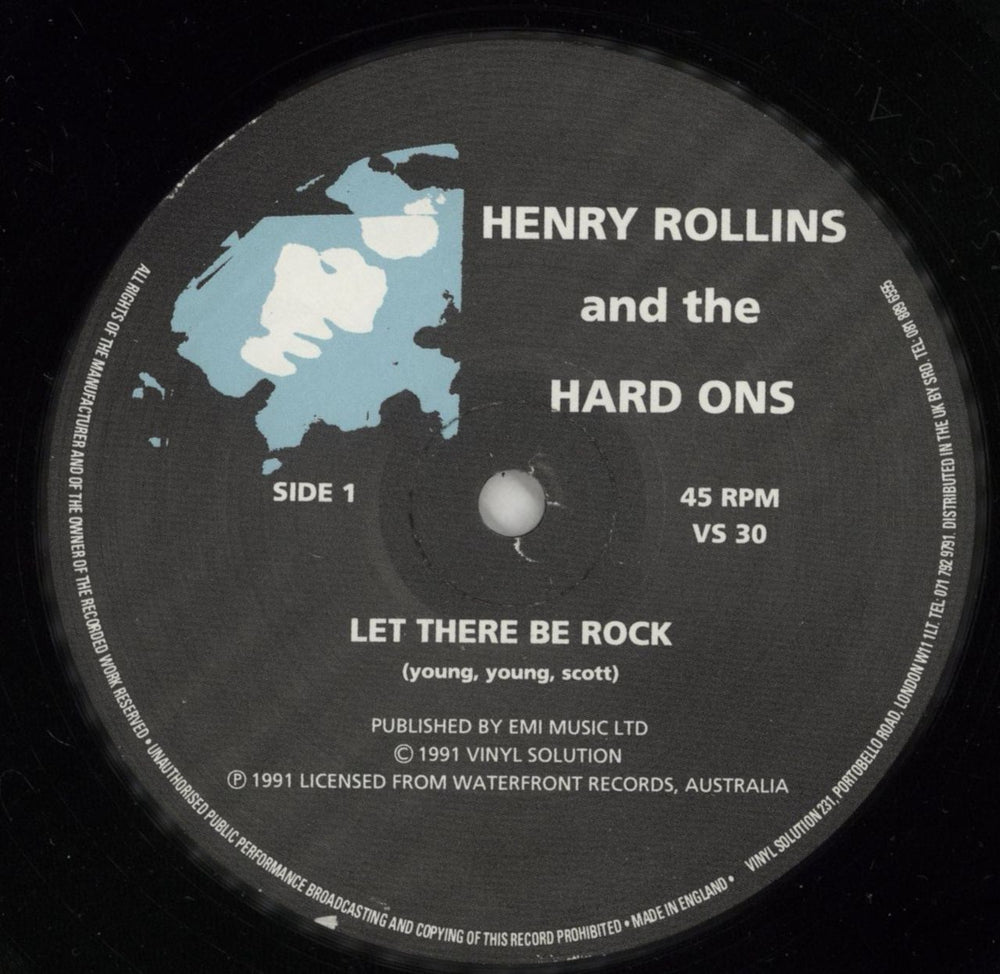 HENRY ROLLINS
and the
HARD ONS
SIDE 1
45 RPM
VS 30
LET THERE BE ROCK
(young, young, scott)
PUBLISHED BY EMI MUSIC LTD
© 1991 VINYL SOLUTION
℗ 1991 LICENSED FROM WATERFRONT RECORDS, AUSTRALIA
ALL RIGHTS OF THE MANUFACTURER AND OF THE OWNER OF THE RECORDED WORK RESERVED • UNAUTHORISED PUBLIC PERFORMANCE BROADCASTING AND COPYING OF THIS RECORD PROHIBITED • MADE IN ENGLAND • VINYL SOLUTION 231, PORTOBELLO ROAD, LONDON W11 1LT. TEL: 071 792 9791. DISTRIBUTED IN THE UK BY SRD. TEL: 081 889 6555